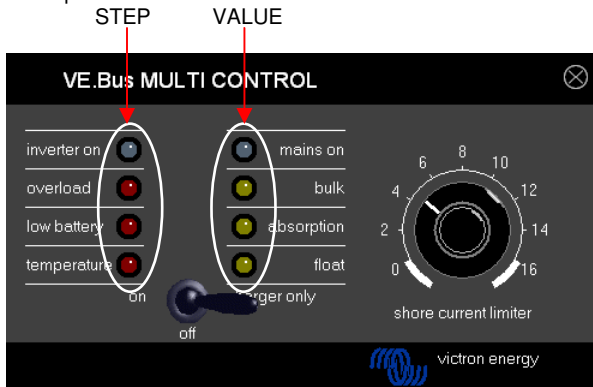 STEP VALUE
VE.Bus MULTI CONTROL
inverter on mains on
overload bulk
low battery absorption
temperature float
on
off
only
0 2 4 6 8 10 12 14 16
shore current limiter
victron energy